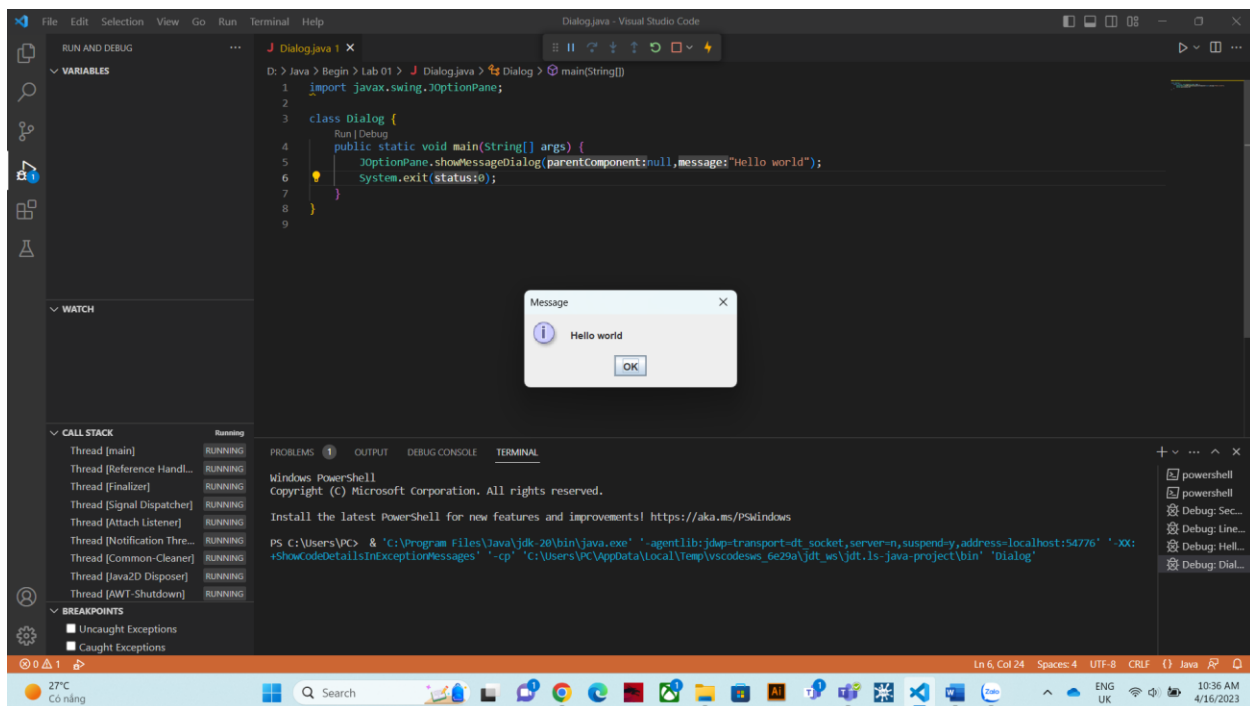 File Edit Selection View Go Run Terminal Help
Dialog.java - Visual Studio Code
RUN AND DEBUG
VARIABLES
WATCH
CALL STACK Running
Thread [main] RUNNING
Thread [Reference Handl... RUNNING
Thread [Finalizer] RUNNING
Thread [Signal Dispatcher] RUNNING
Thread [Attach Listener] RUNNING
Thread [Notification Thre... RUNNING
Thread [Common-Cleaner] RUNNING
Thread [Java2D Disposer] RUNNING
Thread [AWT-Shutdown] RUNNING
BREAKPOINTS
Uncaught Exceptions
Caught Exceptions
J Dialog.java 1
D: > Java > Begin > Lab 01 > J Dialog.java > Dialog > main(String[])
1 import javax.swing.JOptionPane;
2
3 class Dialog {
Run | Debug
4 public static void main(String[] args) {
5 JOptionPane.showMessageDialog(parentComponent:null,message:"Hello world");
6 System.exit(status:0);
7 }
8 }
9
Message
Hello world
OK
PROBLEMS 1 OUTPUT DEBUG CONSOLE TERMINAL
Windows PowerShell
Copyright (C) Microsoft Corporation. All rights reserved.
Install the latest PowerShell for new features and improvements! https://aka.ms/PSWindows
PS C:\Users\PC> & 'C:\Program Files\Java\jdk-20\bin\java.exe' '-agentlib:jdwp=transport=dt_socket,server=n,suspend=y,address=localhost:54776' '-XX:
+ShowCodeDetailsInExceptionMessages' '-cp' 'C:\Users\PC\AppData\Local\Temp\vscodesws_6e29a\jdt_ws\jdt.ls-java-project\bin' 'Dialog'
powershell
powershell
Debug: Sec...
Debug: Line...
Debug: Hell...
Debug: Dial...
0 1
Ln 6, Col 24 Spaces: 4 UTF-8 CRLF {} Java
27°C
Có nắng
Search
Ai
Zalo
ENG
UK
10:36 AM
4/16/2023